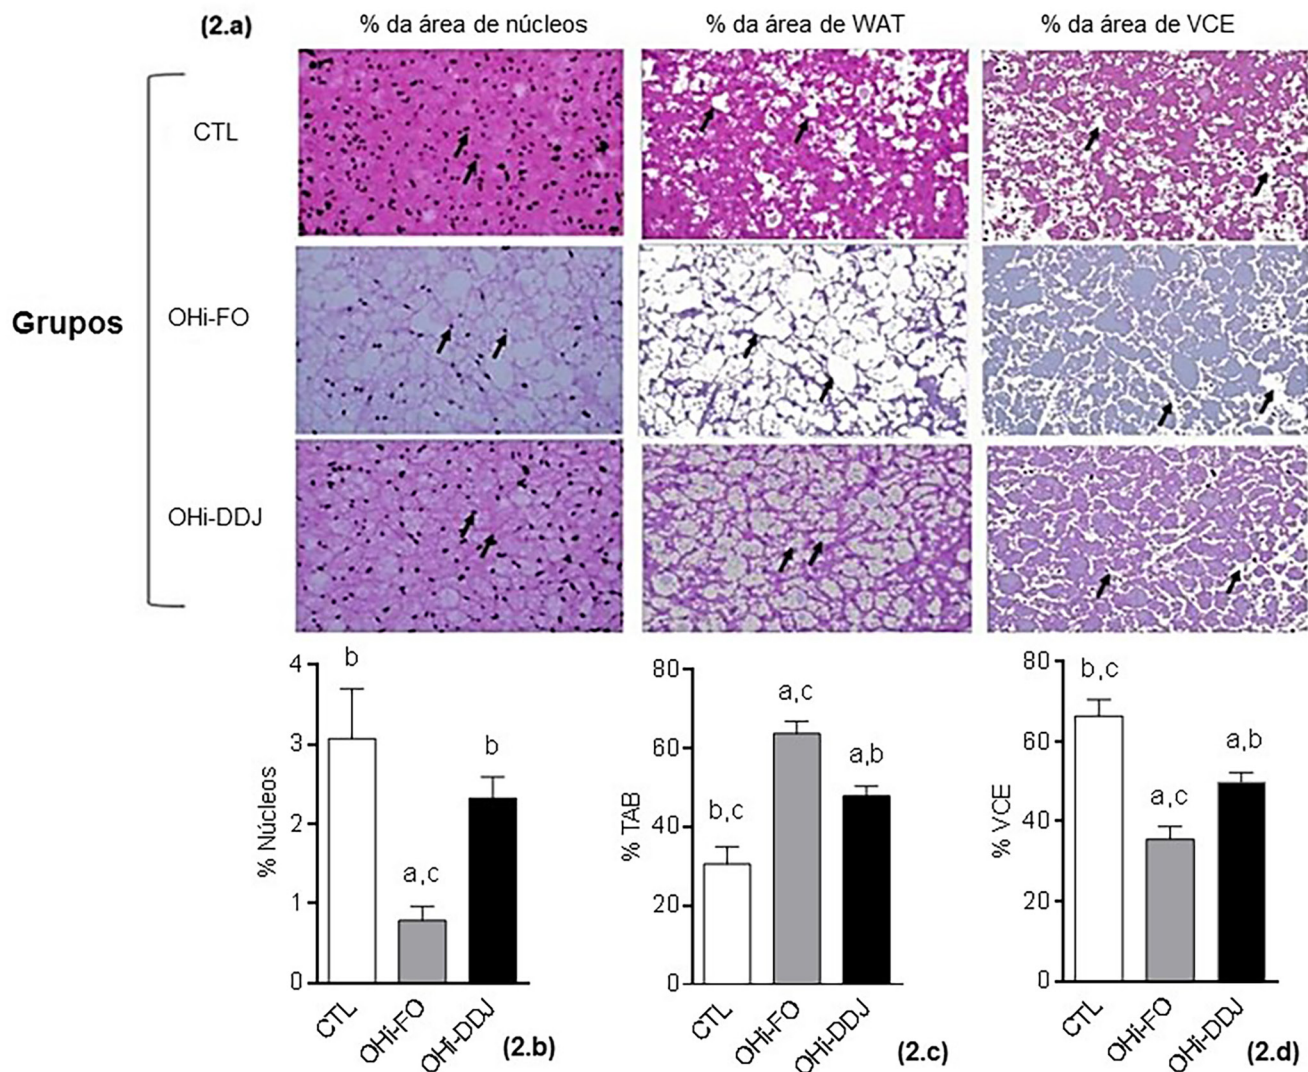 (2.a)
% da área de núcleos
% da área de WAT
% da área de VCE
Grupos
CTL
OHi-FO
OHi-DDJ
% Núcleos
4
3
2
1
0
b
a,c
b
CTL
OHi-FO
OHi-DDJ
(2.b)
% TAB
80
60
40
20
0
b,c
a,c
a,b
CTL
OHi-FO
OHi-DDJ
(2.c)
% VCE
80
60
40
20
0
b,c
a,c
a,b
CTL
OHi-FO
OHi-DDJ
(2.d)